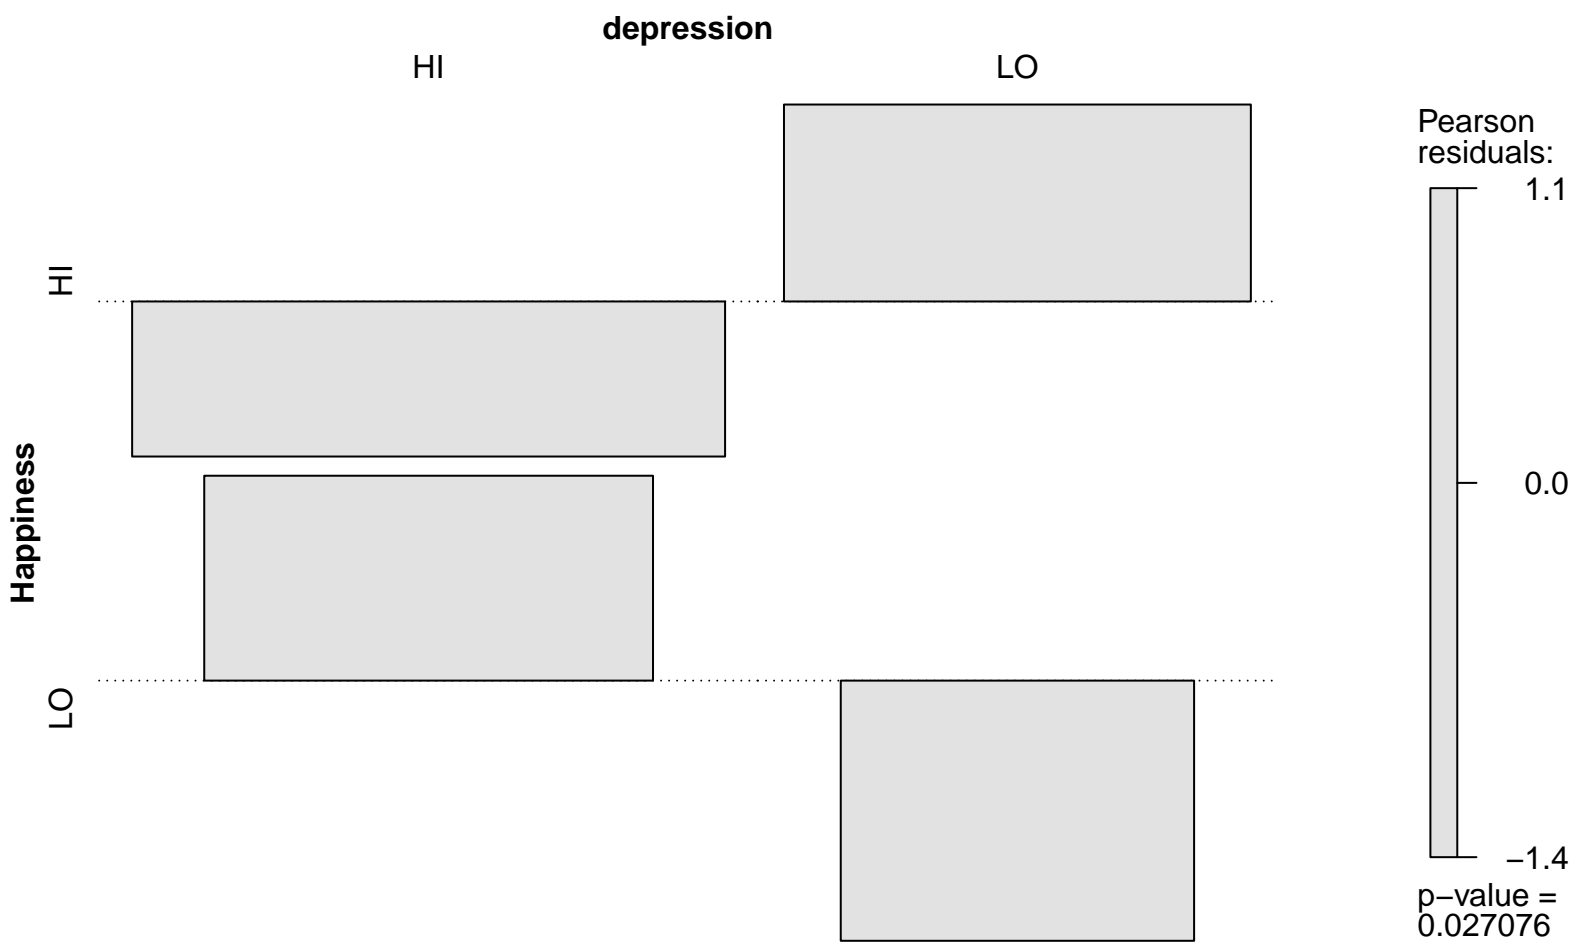 depression
HI
LO
HI
Happiness
LO
Pearson
residuals:
1.1
0.0
−1.4
p−value =
0.027076